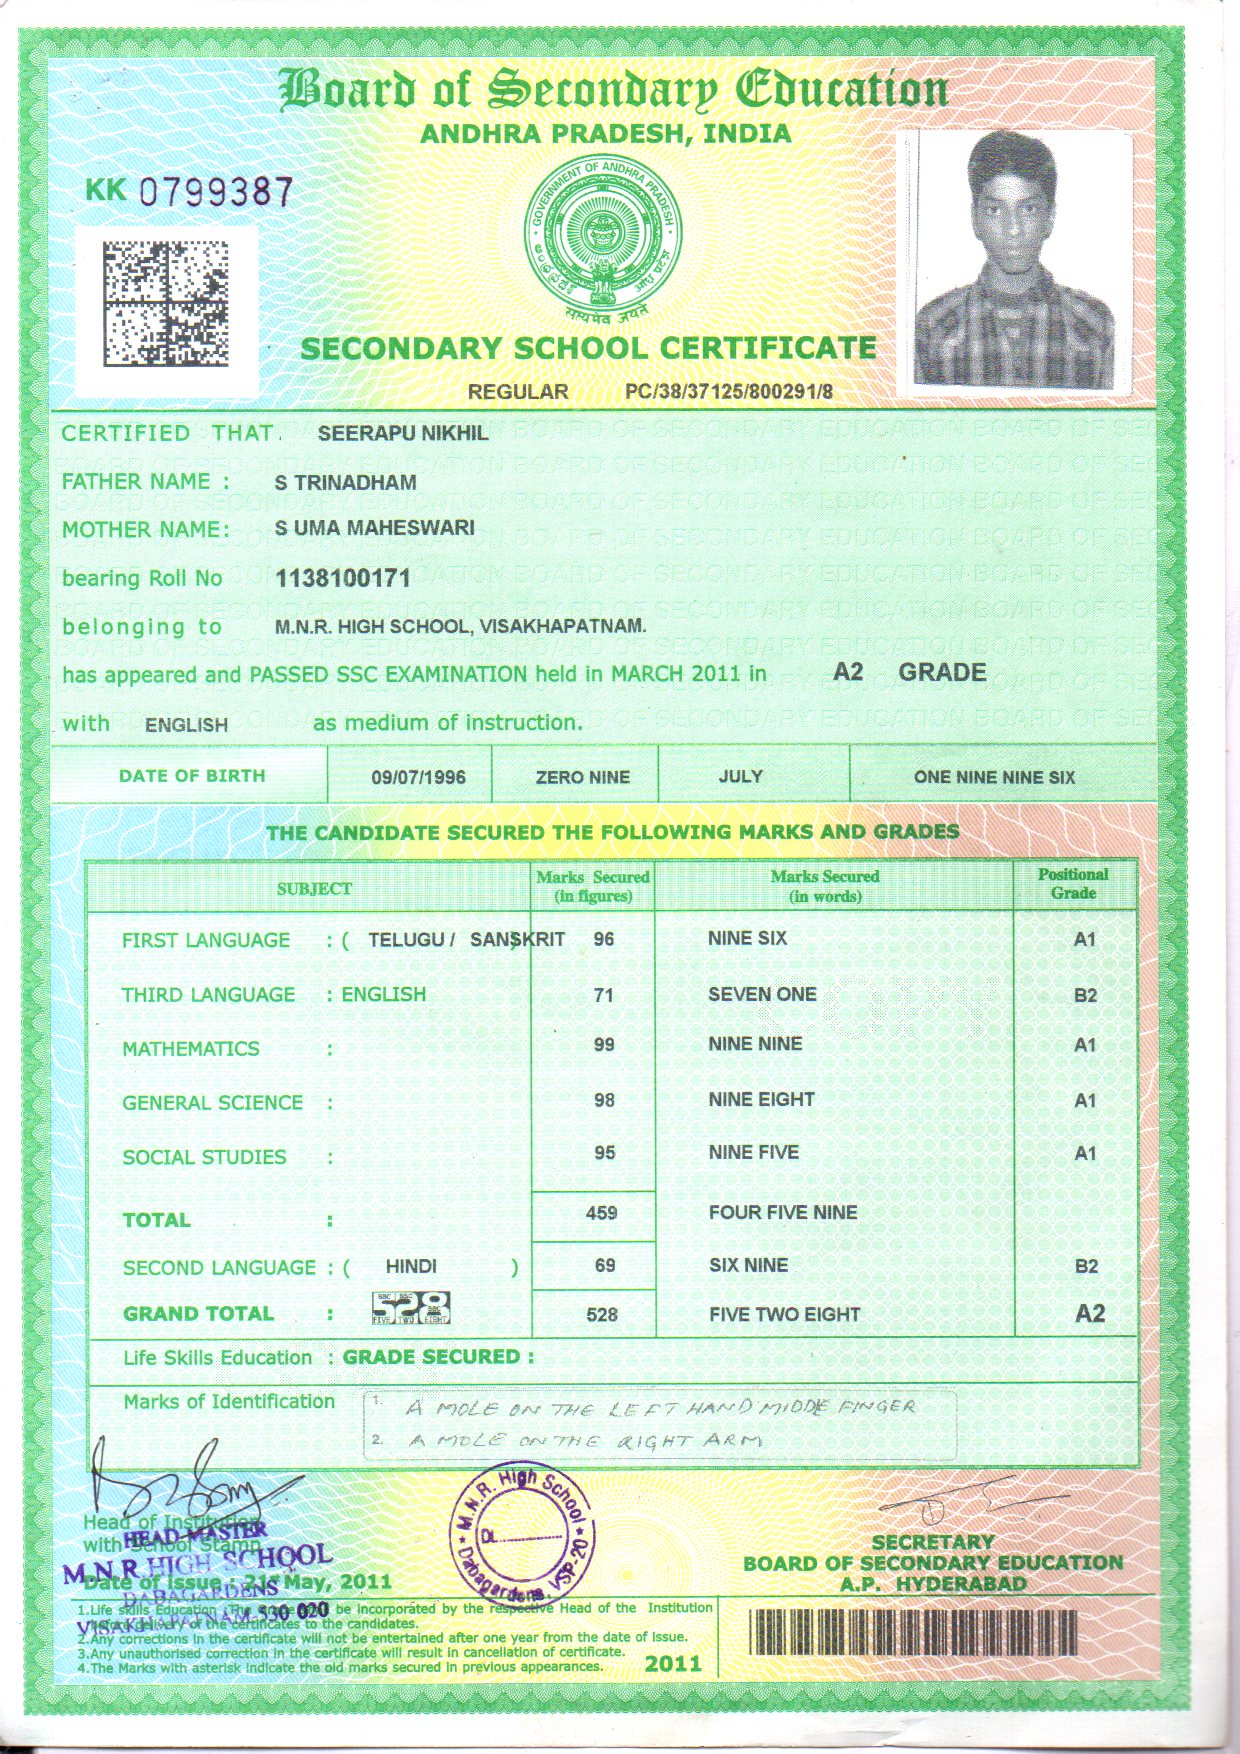 Board of Secondary Education
ANDHRA PRADESH, INDIA
KK 0799387
GOVERNMENT OF ANDHRA PRADESH
सत्यमेव जयते
SECONDARY SCHOOL CERTIFICATE
REGULAR PC/38/37125/800291/8
CERTIFIED THAT. SEERAPU NIKHIL
FATHER NAME : S TRINADHAM
MOTHER NAME: S UMA MAHESWARI
bearing Roll No 1138100171
belonging to M.N.R. HIGH SCHOOL, VISAKHAPATNAM.
has appeared and PASSED SSC EXAMINATION held in MARCH 2011 in A2 GRADE
with ENGLISH as medium of instruction.
DATE OF BIRTH 09/07/1996 ZERO NINE JULY ONE NINE NINE SIX
THE CANDIDATE SECURED THE FOLLOWING MARKS AND GRADES
SUBJECT Marks Secured (in figures) Marks Secured (in words) Positional Grade
FIRST LANGUAGE : ( TELUGU / SANSKRIT ) 96 NINE SIX A1
THIRD LANGUAGE : ENGLISH 71 SEVEN ONE B2
MATHEMATICS : 99 NINE NINE A1
GENERAL SCIENCE : 98 NINE EIGHT A1
SOCIAL STUDIES : 95 NINE FIVE A1
TOTAL : 459 FOUR FIVE NINE
SECOND LANGUAGE : ( HINDI ) 69 SIX NINE B2
GRAND TOTAL : 528 528 FIVE TWO EIGHT A2
SSC SSC SSC
FIVE TWO EIGHT
Life Skills Education : GRADE SECURED :
Marks of Identification
1. A MOLE ON THE LEFT HAND MIDDLE FINGER
2. A MOLE ON THE RIGHT ARM
Head of Institution
with School Stamp
HEAD MASTER
M.N.R HIGH SCHOOL
DABAGARDENS
VISAKHAPATNAM-530 020
Date of Issue : 21st May, 2011
M.N.R. High School
Dabagardens, VSP-20
SECRETARY
BOARD OF SECONDARY EDUCATION
A.P. HYDERABAD
1.Life skills Education The be incorporated by the respective Head of the Institution
before delivery of the certificates to the candidates.
2.Any corrections in the certificate will not be entertained after one year from the date of issue.
3.Any unauthorised correction in the certificate will result in cancellation of certificate.
4.The Marks with asterisk indicate the old marks secured in previous appearances.
2011